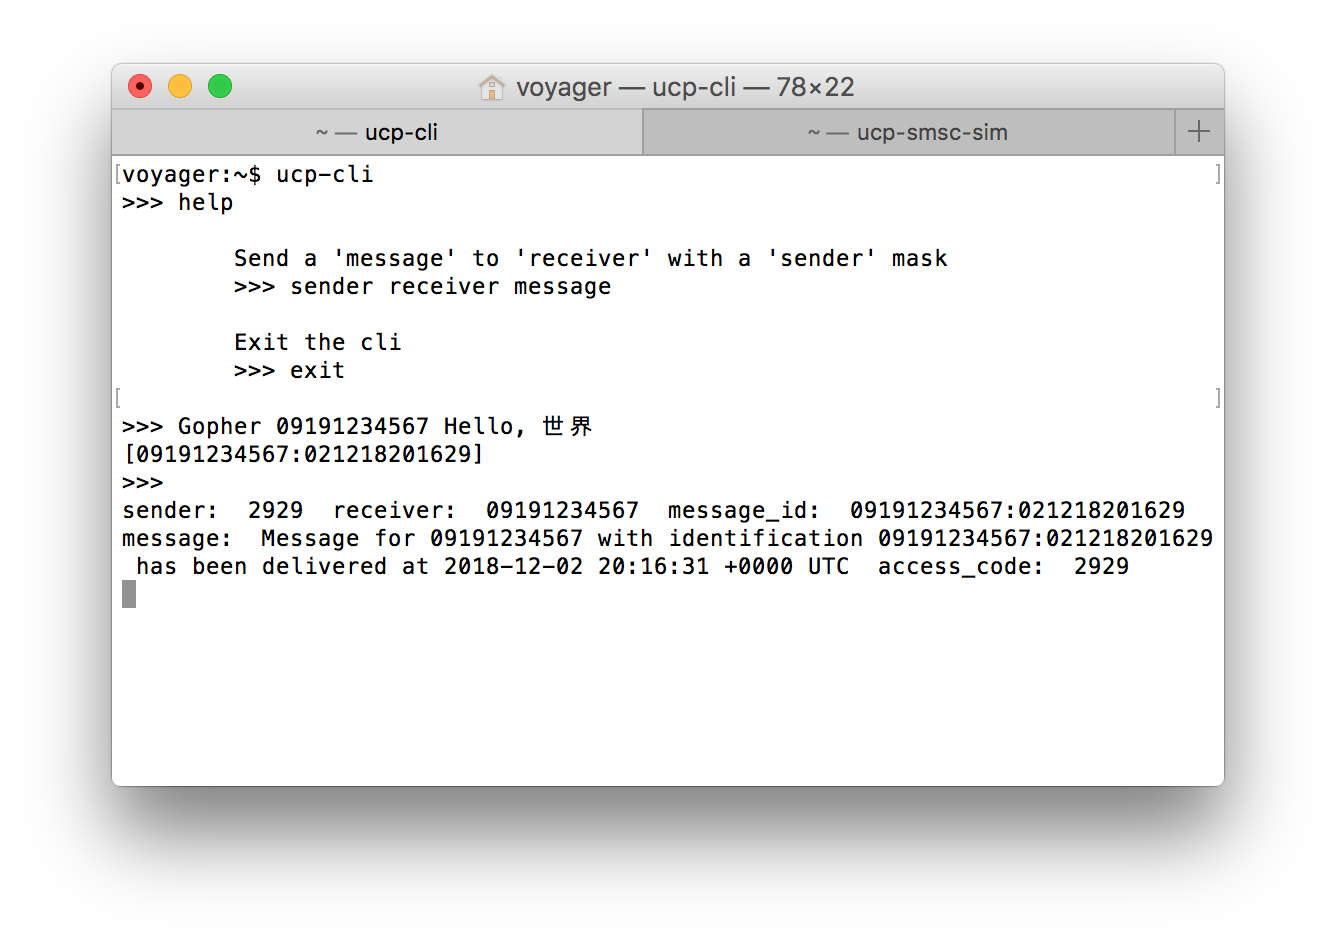 voyager — ucp-cli — 78×22
~ — ucp-cli
~ — ucp-smsc-sim
[voyager:~$ ucp-cli ]
>>> help
Send a 'message' to 'receiver' with a 'sender' mask
>>> sender receiver message
Exit the cli
>>> exit
[ ]
>>> Gopher 09191234567 Hello, 世界
[09191234567:021218201629]
>>>
sender:  2929  receiver:  09191234567  message_id:  09191234567:021218201629
message:  Message for 09191234567 with identification 09191234567:021218201629
has been delivered at 2018-12-02 20:16:31 +0000 UTC  access_code:  2929